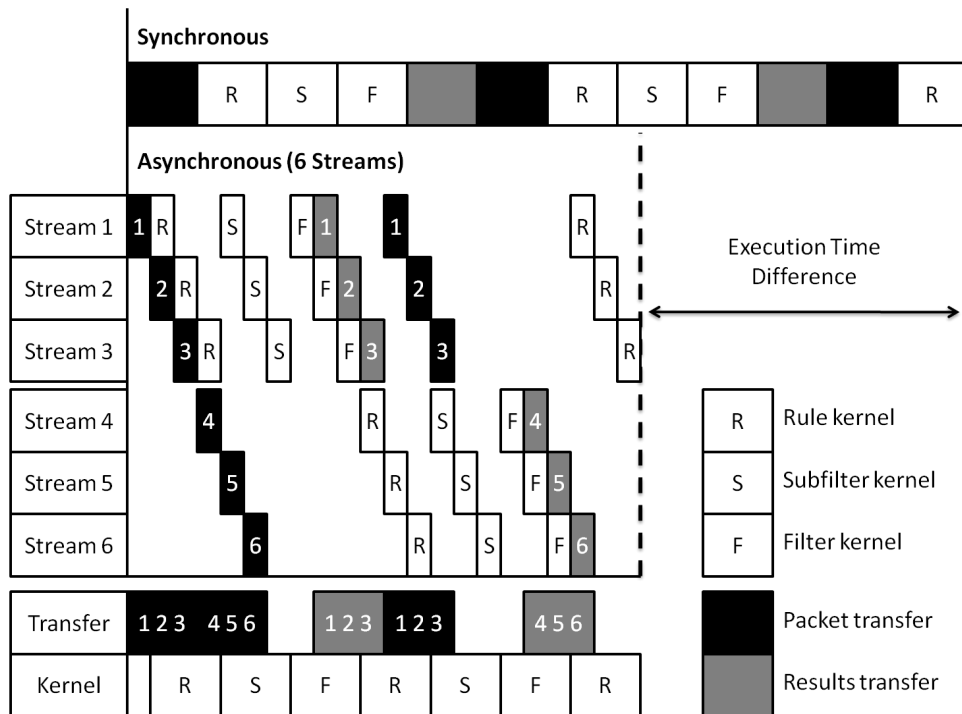 Synchronous
R S F R S F R
Asynchronous (6 Streams)
Stream 1 1 R S F 1 1 R
Stream 2 2 R S F 2 2 R
Stream 3 3 R S F 3 3 R
Execution Time
Difference
Stream 4 4 R S F 4
Stream 5 5 R S F 5
Stream 6 6 R S F 6
R Rule kernel
S Subfilter kernel
F Filter kernel
Transfer 1 2 3 4 5 6 1 2 3 1 2 3 4 5 6
Kernel R S F R S F R
Packet transfer
Results transfer